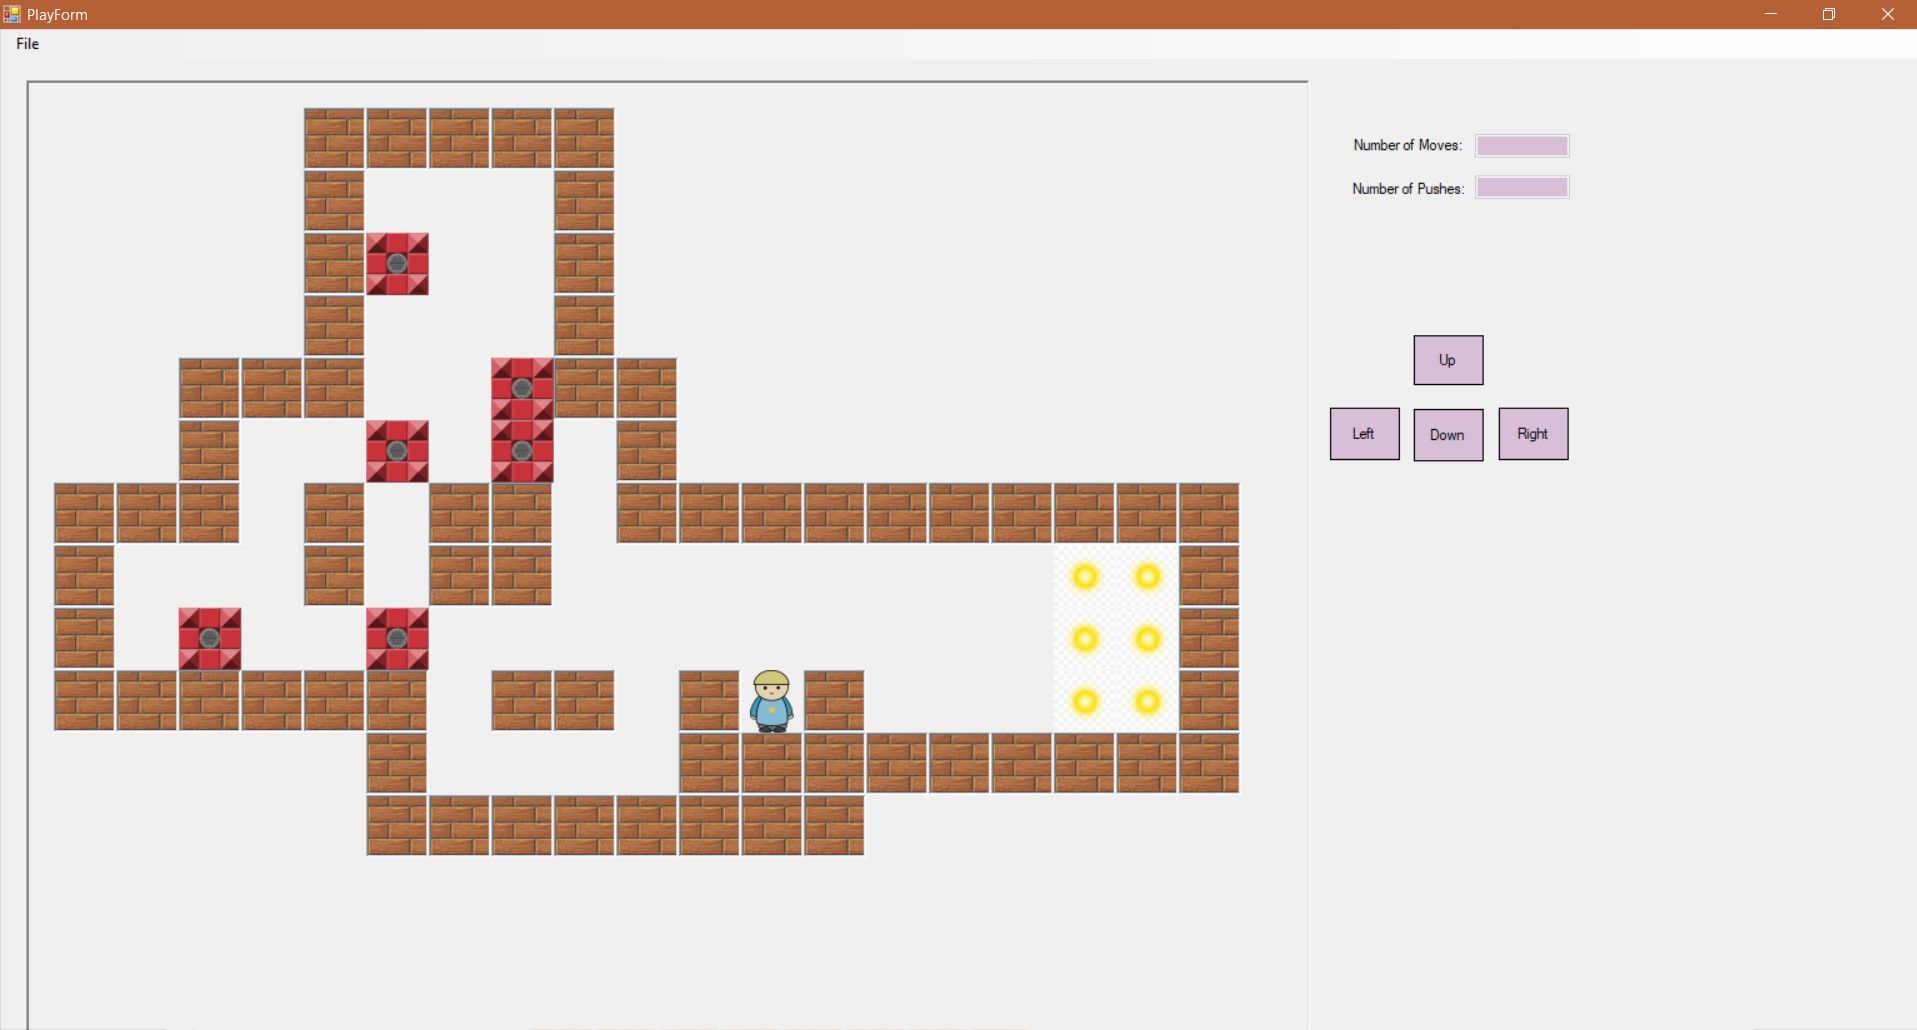 PlayForm
File
Number of Moves:
Number of Pushes:
Up
Left
Down
Right